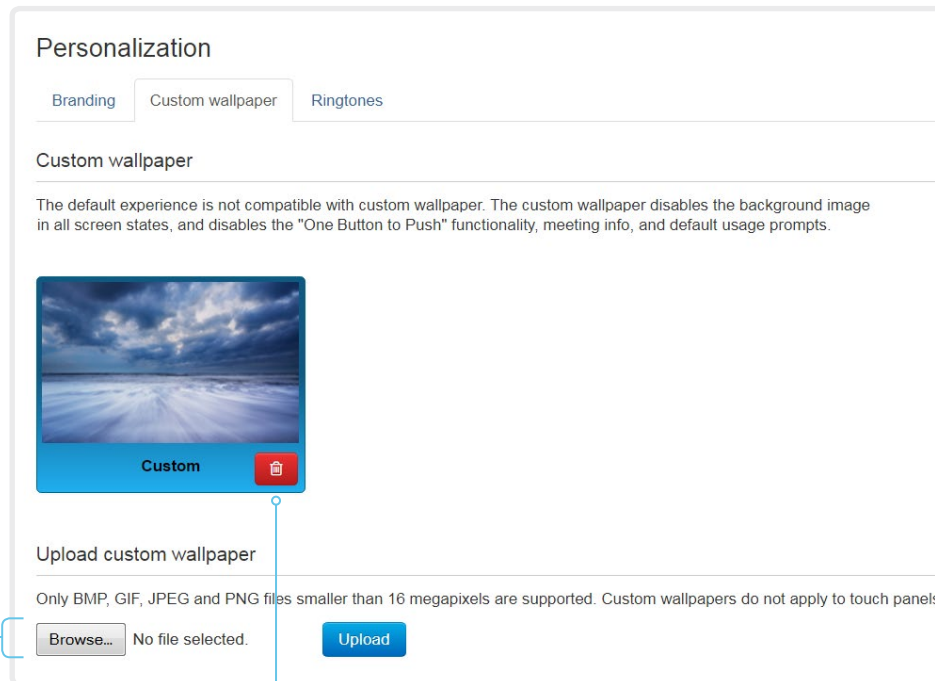 Personalization
Branding Custom wallpaper Ringtones
Custom wallpaper
The default experience is not compatible with custom wallpaper. The custom wallpaper disables the background image
in all screen states, and disables the "One Button to Push" functionality, meeting info, and default usage prompts.
Custom
Upload custom wallpaper
Only BMP, GIF, JPEG and PNG files smaller than 16 megapixels are supported. Custom wallpapers do not apply to touch panels
Browse... No file selected. Upload